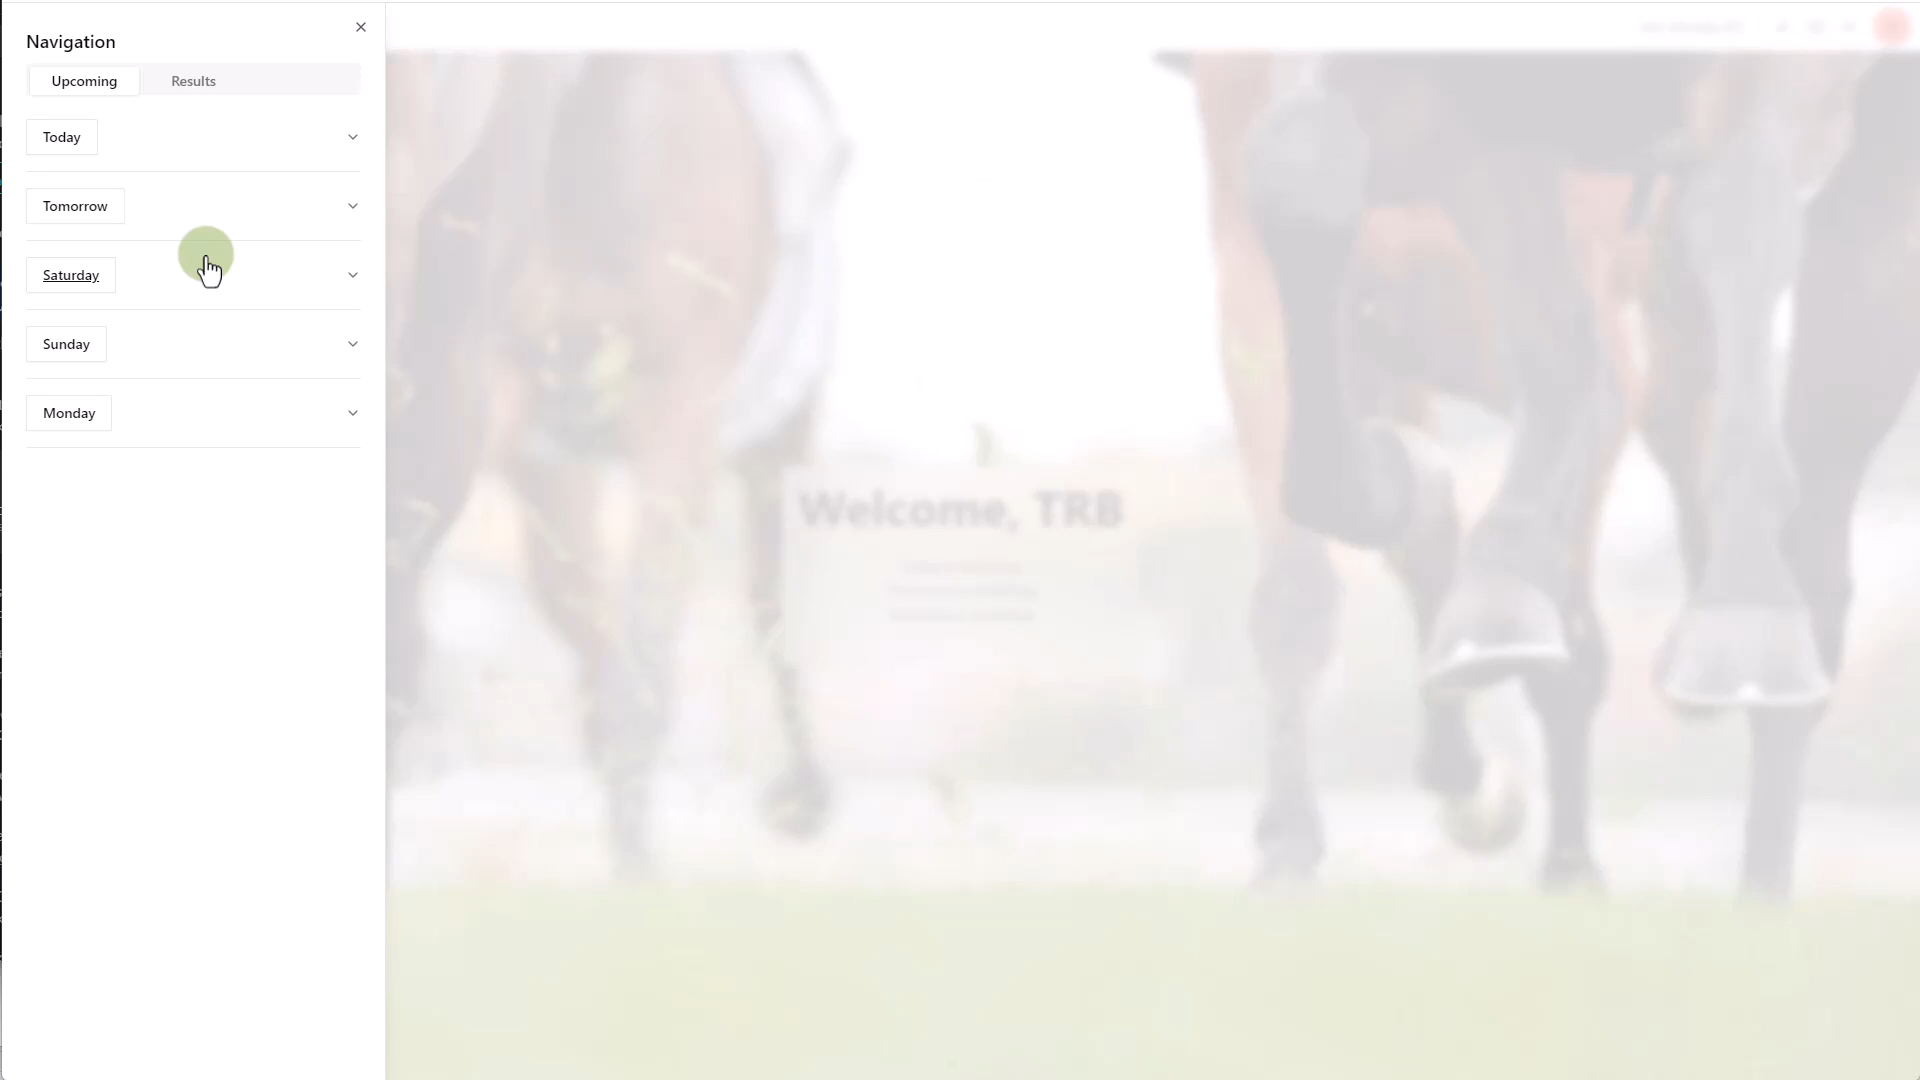 Navigation
Upcoming
Results
Today
Tomorrow
Saturday
Sunday
Monday
Welcome, TRB